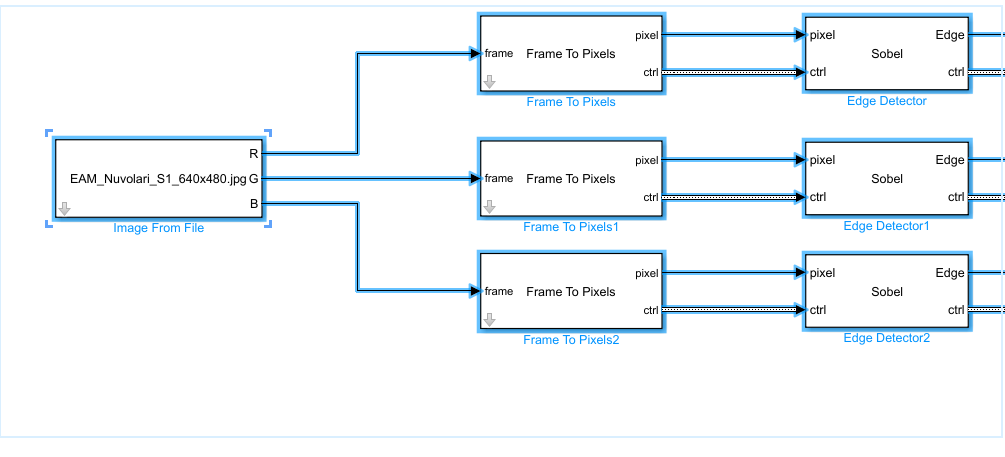 pixel
Edge
frame
Frame To Pixels
pixel
Sobel
ctrl
ctrl
ctrl
Frame To Pixels
Edge Detector
R
EAM_Nuvolari_S1_640x480.jpg
G
B
Image From File
pixel
pixel
Edge
frame
Frame To Pixels
Sobel
ctrl
ctrl
ctrl
Frame To Pixels1
Edge Detector1
pixel
pixel
Edge
frame
Frame To Pixels
Sobel
ctrl
ctrl
ctrl
Frame To Pixels2
Edge Detector2